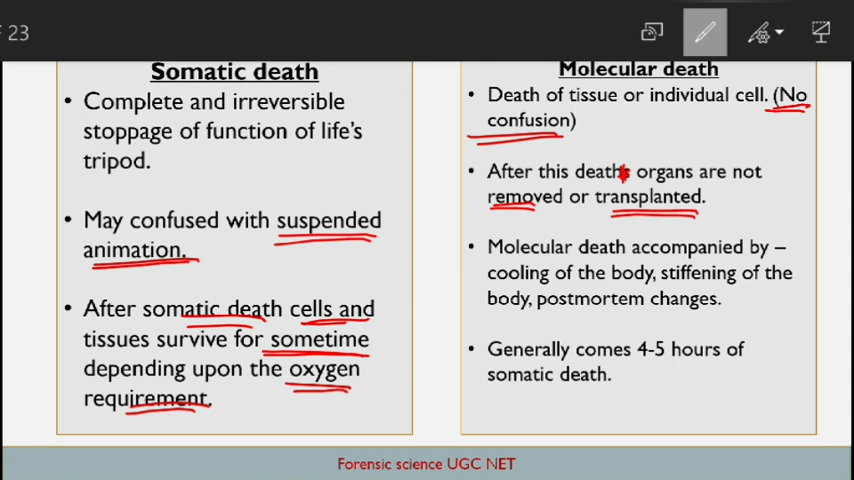 F 23
Somatic death
• Complete and irreversible
stoppage of function of life's
tripod.
• May confused with suspended
animation.
• After somatic death cells and
tissues survive for sometime
depending upon the oxygen
requirement.
Molecular death
• Death of tissue or individual cell. (No
confusion)
• After this deaths organs are not
removed or transplanted.
• Molecular death accompanied by –
cooling of the body, stiffening of the
body, postmortem changes.
• Generally comes 4-5 hours of
somatic death.
Forensic science UGC NET